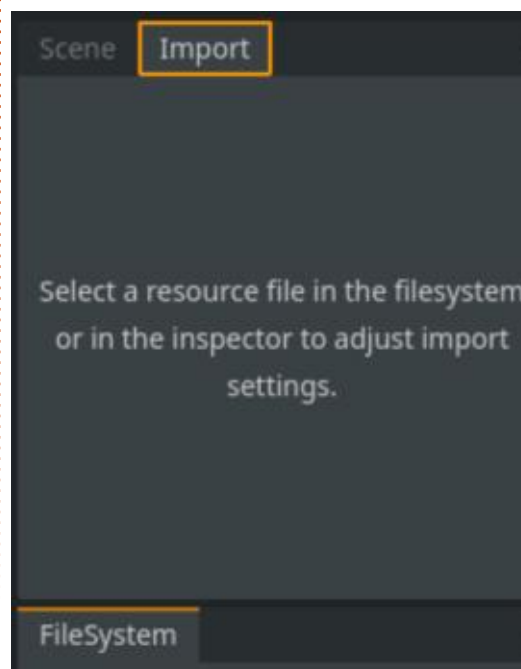 Scene Import
Select a resource file in the filesystem
or in the inspector to adjust import
settings.
FileSystem